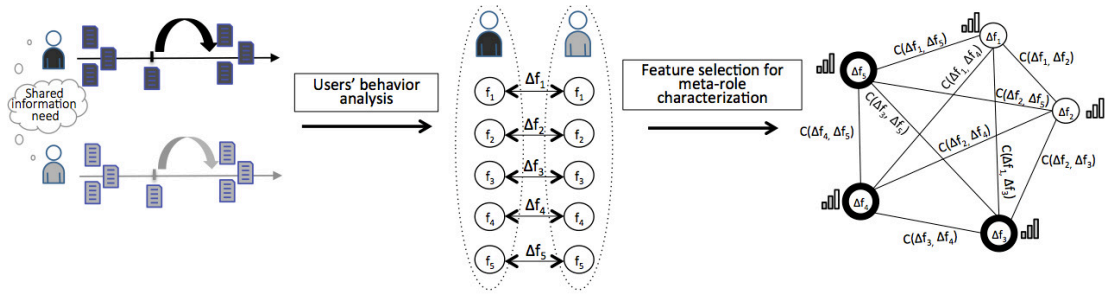 Shared
information
need
Users' behavior
analysis
Δf1
f1
f1
Δf2
f2
f2
Δf3
f3
f3
Δf4
f4
f4
Δf5
f5
f5
Feature selection for
meta-role
characterization
Δf1
Δf2
Δf3
Δf4
Δf5
C(Δf1, Δf5)
C(Δf1, Δf4)
C(Δf1, Δf2)
C(Δf2, Δf5)
C(Δf3, Δf5)
C(Δf4, Δf5)
C(Δf2, Δf4)
C(Δf1, Δf3)
C(Δf2, Δf3)
C(Δf3, Δf4)